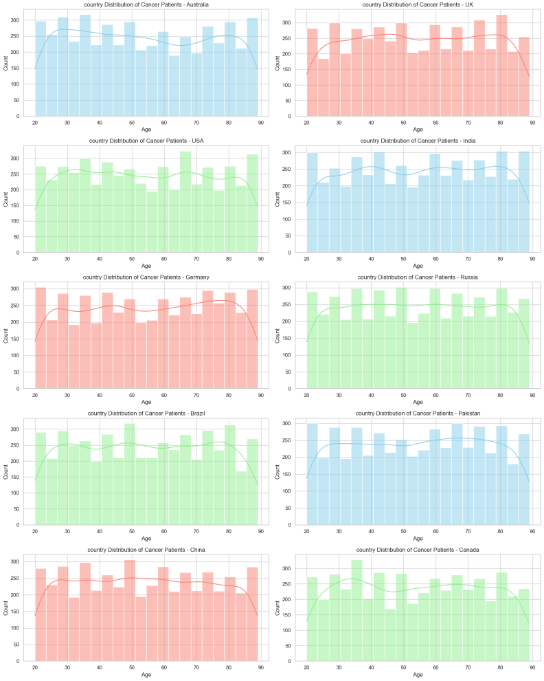 country Distribution of Cancer Patients - Australia
300
250
200
150
100
50
0
Count
20 30 40 50 60 70 80 90
Age
country Distribution of Cancer Patients - UK
300
250
200
150
100
50
0
Count
20 30 40 50 60 70 80 90
Age
country Distribution of Cancer Patients - USA
300
250
200
150
100
50
0
Count
20 30 40 50 60 70 80 90
Age
country Distribution of Cancer Patients - India
300
250
200
150
100
50
0
Count
20 30 40 50 60 70 80 90
Age
country Distribution of Cancer Patients - Germany
300
250
200
150
100
50
0
Count
20 30 40 50 60 70 80 90
Age
country Distribution of Cancer Patients - Russia
300
250
200
150
100
50
0
Count
20 30 40 50 60 70 80 90
Age
country Distribution of Cancer Patients - Brazil
300
250
200
150
100
50
0
Count
20 30 40 50 60 70 80 90
Age
country Distribution of Cancer Patients - Pakistan
300
250
200
150
100
50
0
Count
20 30 40 50 60 70 80 90
Age
country Distribution of Cancer Patients - China
300
250
200
150
100
50
0
Count
20 30 40 50 60 70 80 90
Age
country Distribution of Cancer Patients - Canada
300
250
200
150
100
50
0
Count
20 30 40 50 60 70 80 90
Age